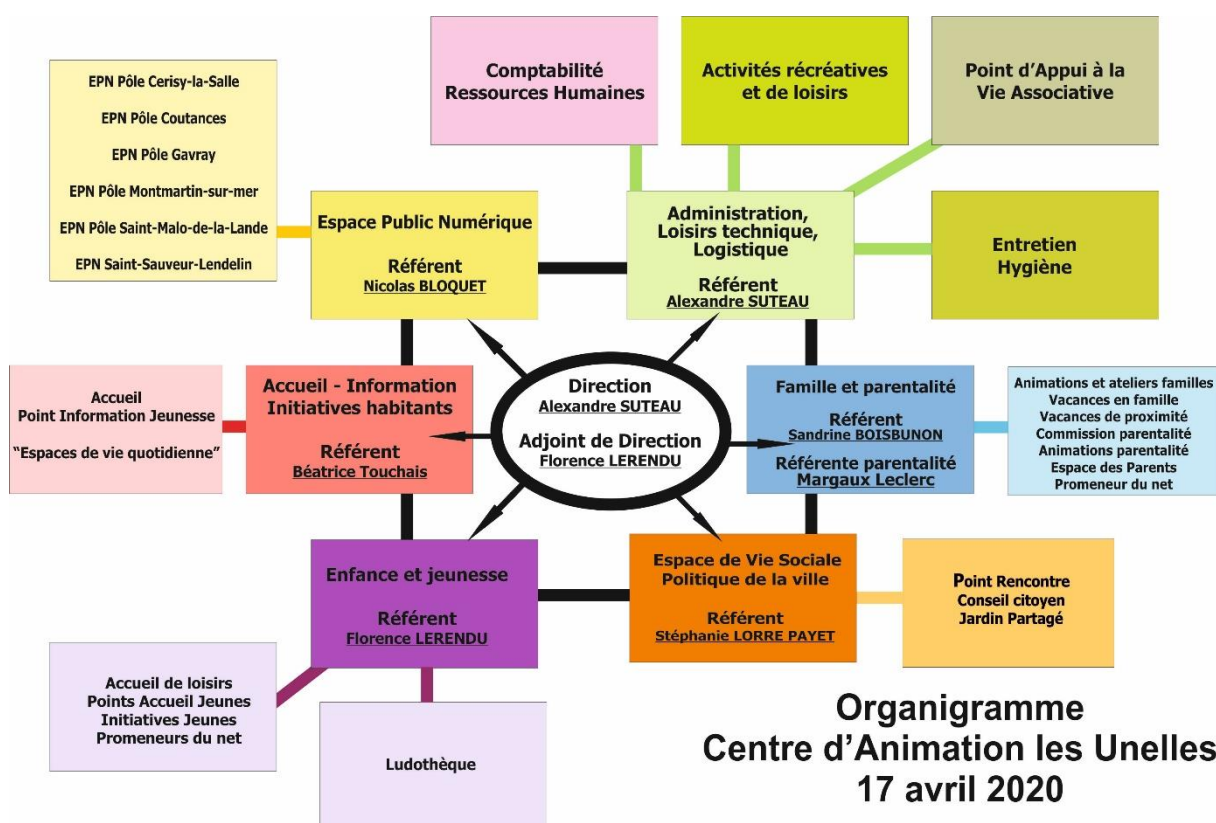 EPN Pôle Cerisy-la-Salle
EPN Pôle Coutances
EPN Pôle Gavray
EPN Pôle Montmartin-sur-mer
EPN Pôle Saint-Malo-de-la-Lande
EPN Saint-Sauveur-Lendelin
Comptabilité
Ressources Humaines
Activités récréatives
et de loisirs
Point d'Appui à la
Vie Associative
Espace Public Numérique
Référent
Nicolas BLOQUET
Administration,
Loisirs technique,
Logistique
Référent
Alexandre SUTEAU
Entretien
Hygiène
Accueil
Point Information Jeunesse
"Espaces de vie quotidienne"
Accueil - Information
Initiatives habitants
Référent
Béatrice Touchais
Direction
Alexandre SUTEAU
Adjoint de Direction
Florence LERENDU
Famille et parentalité
Référent
Sandrine BOISBUNON
Référente parentalité
Margaux Leclerc
Animations et ateliers familles
Vacances en famille
Vacances de proximité
Commission parentalité
Animations parentalité
Espace des Parents
Promeneur du net
Enfance et jeunesse
Référent
Florence LERENDU
Espace de Vie Sociale
Politique de la ville
Référent
Stéphanie LORRE PAYET
Point Rencontre
Conseil citoyen
Jardin Partagé
Accueil de loisirs
Points Accueil Jeunes
Initiatives Jeunes
Promeneurs du net
Ludothèque
Organigramme
Centre d'Animation les Unelles
17 avril 2020